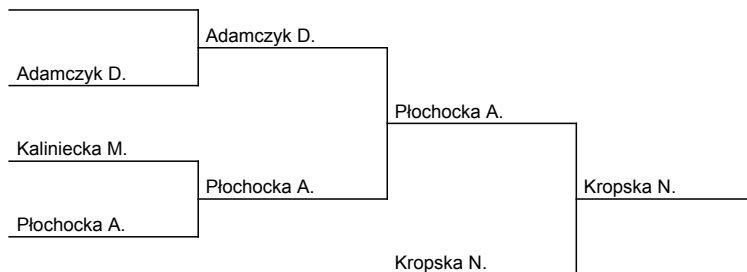 Adamczyk D.
Adamczyk D.
Płochocka A.
Kaliniecka M.
Płochocka A.
Kropska N.
Płochocka A.
Kropska N.